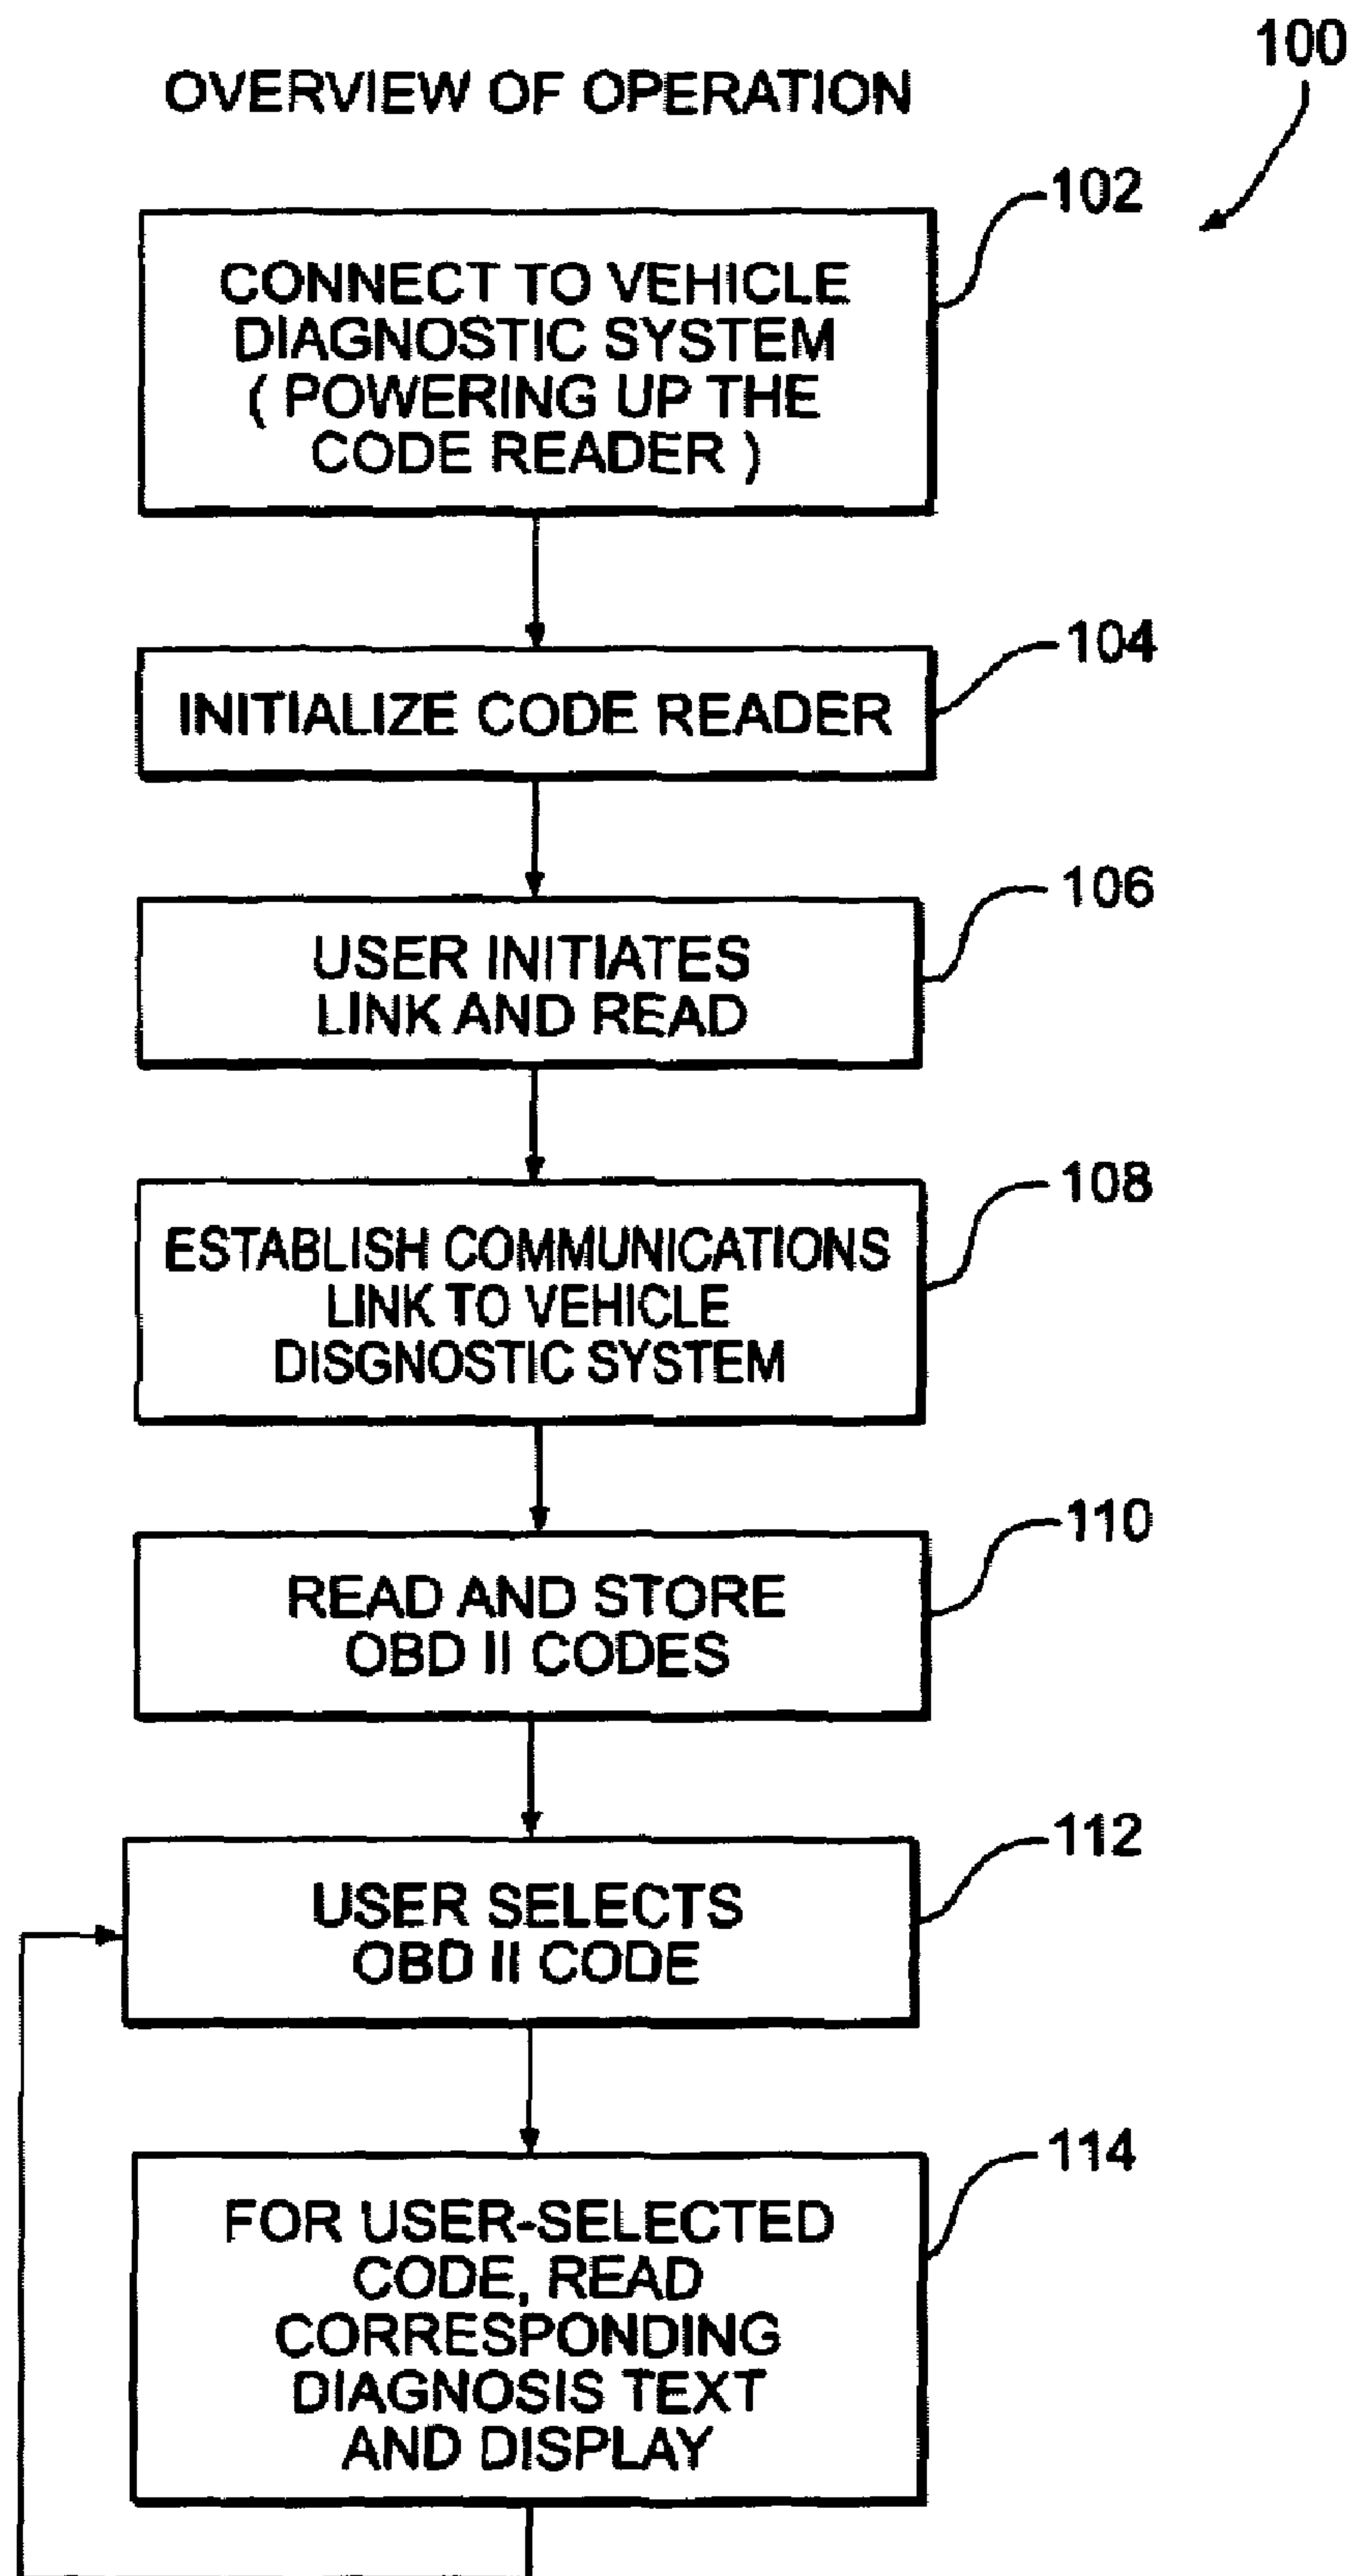 100
OVERVIEW OF OPERATION
102
CONNECT TO VEHICLE
DIAGNOSTIC SYSTEM
( POWERING UP THE
CODE READER )
104
INITIALIZE CODE READER
106
USER INITIATES
LINK AND READ
108
ESTABLISH COMMUNICATIONS
LINK TO VEHICLE
DISGNOSTIC SYSTEM
110
READ AND STORE
OBD II CODES
112
USER SELECTS
OBD II CODE
114
FOR USER-SELECTED
CODE, READ
CORRESPONDING
DIAGNOSIS TEXT
AND DISPLAY